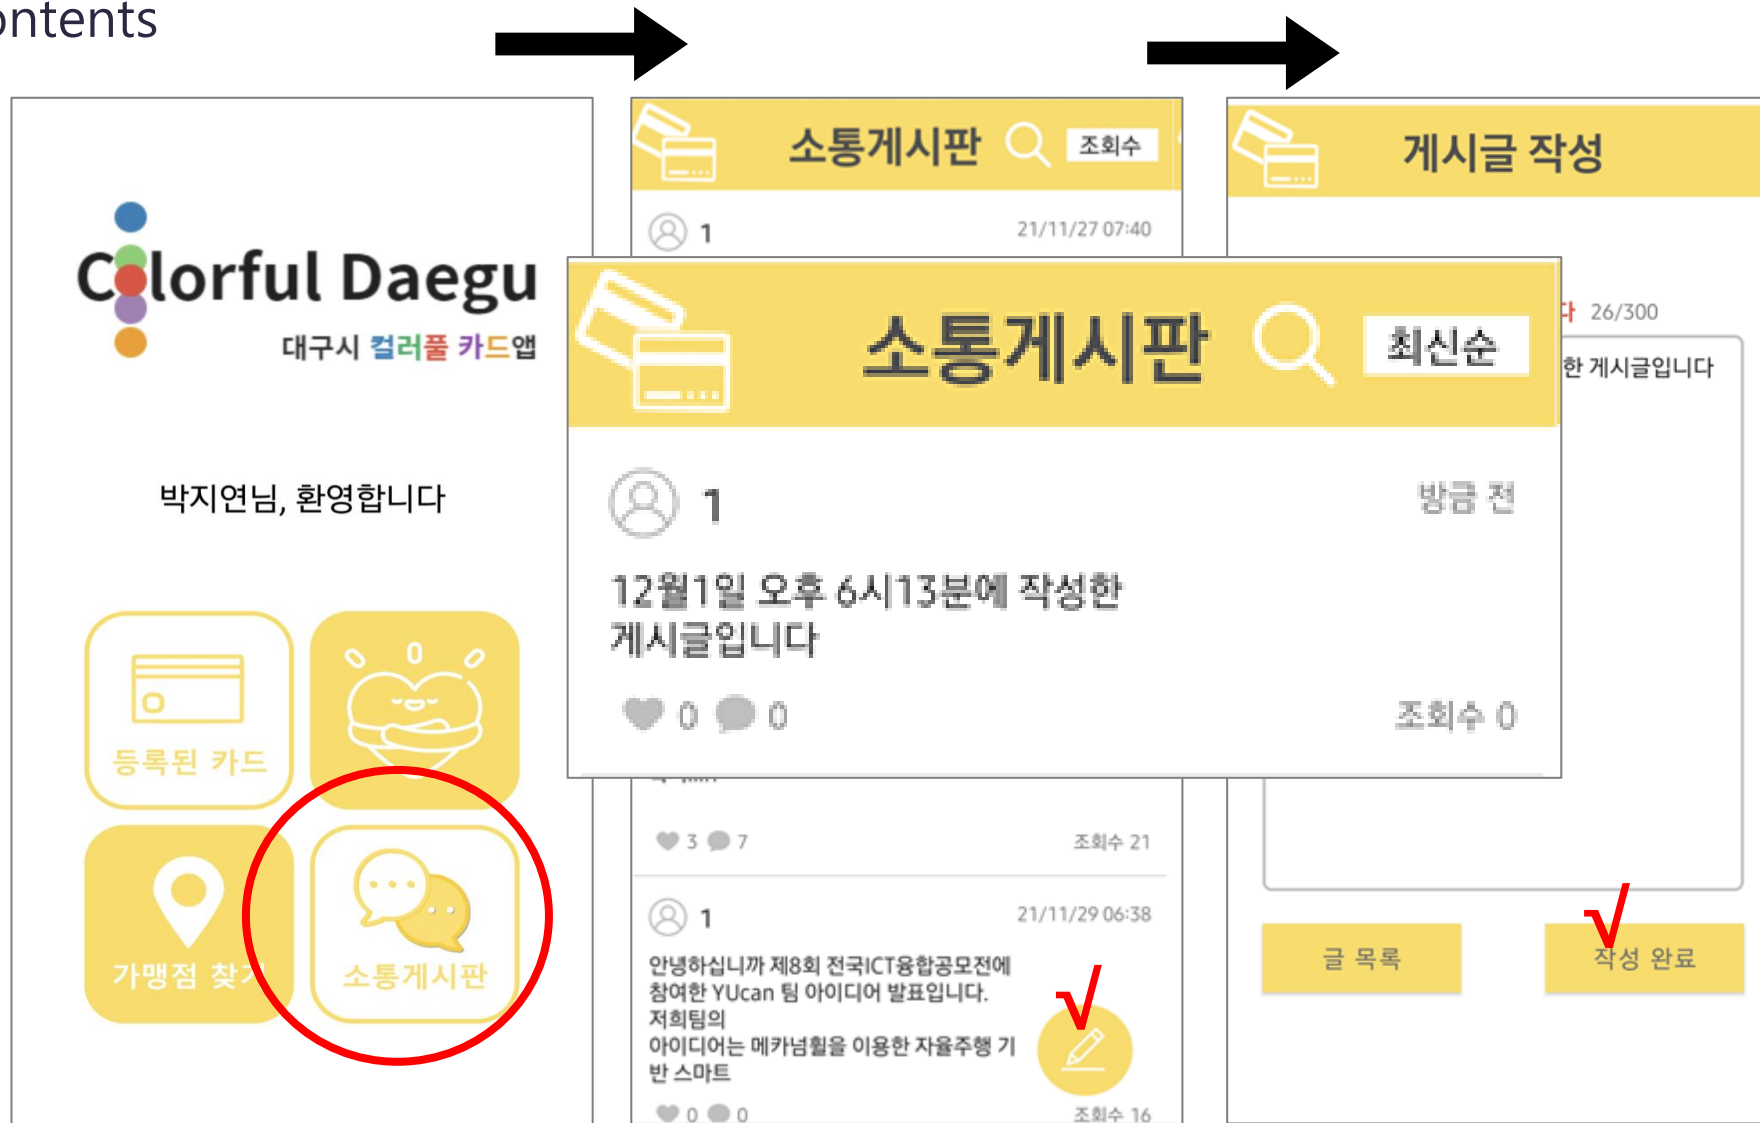 ontents
Colorful Daegu
대구시 컬러풀 카드앱
박지연님, 환영합니다
등록된 카드
가맹점 찾기
소통게시판
소통게시판 조회수
1 21/11/27 07:40
소통게시판 최신순
1 방금 전
12월1일 오후 6시13분에 작성한
게시글입니다
0 0 조회수 0
3 7 조회수 21
1 21/11/29 06:38
안녕하십니까 제8회 전국ICT융합공모전에
참여한 YUcan 팀 아이디어 발표입니다.
저희팀의
아이디어는 메카넘휠을 이용한 자율주행 기
반 스마트
0 0 조회수 16
게시글 작성
다 26/300
한 게시글입니다
글 목록
작성 완료